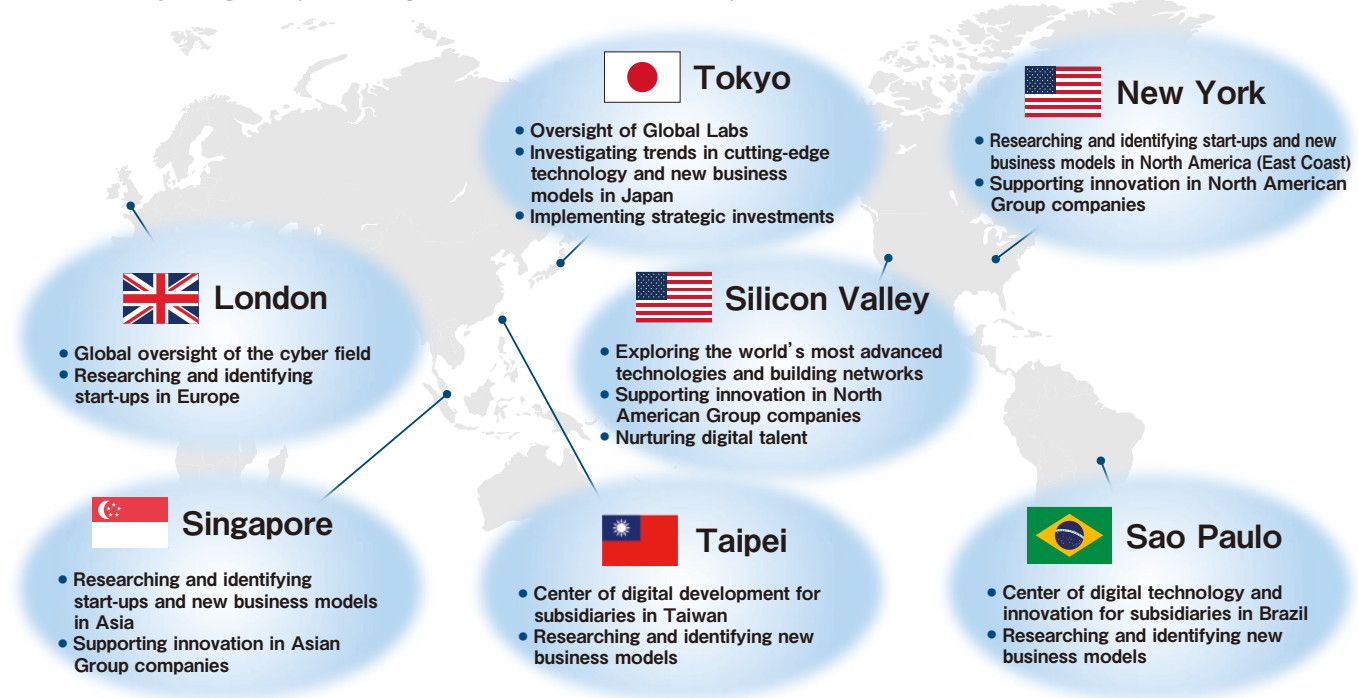 Tokyo
• Oversight of Global Labs
• Investigating trends in cutting-edge
technology and new business
models in Japan
• Implementing strategic investments
New York
• Researching and identifying start-ups and new
business models in North America (East Coast)
• Supporting innovation in North American
Group companies
London
• Global oversight of the cyber field
• Researching and identifying
start-ups in Europe
Silicon Valley
• Exploring the world's most advanced
technologies and building networks
• Supporting innovation in North
American Group companies
• Nurturing digital talent
Singapore
• Researching and identifying
start-ups and new business models
in Asia
• Supporting innovation in Asian
Group companies
Taipei
• Center of digital development for
subsidiaries in Taiwan
• Researching and identifying new
business models
Sao Paulo
• Center of digital technology and
innovation for subsidiaries in Brazil
• Researching and identifying new
business models